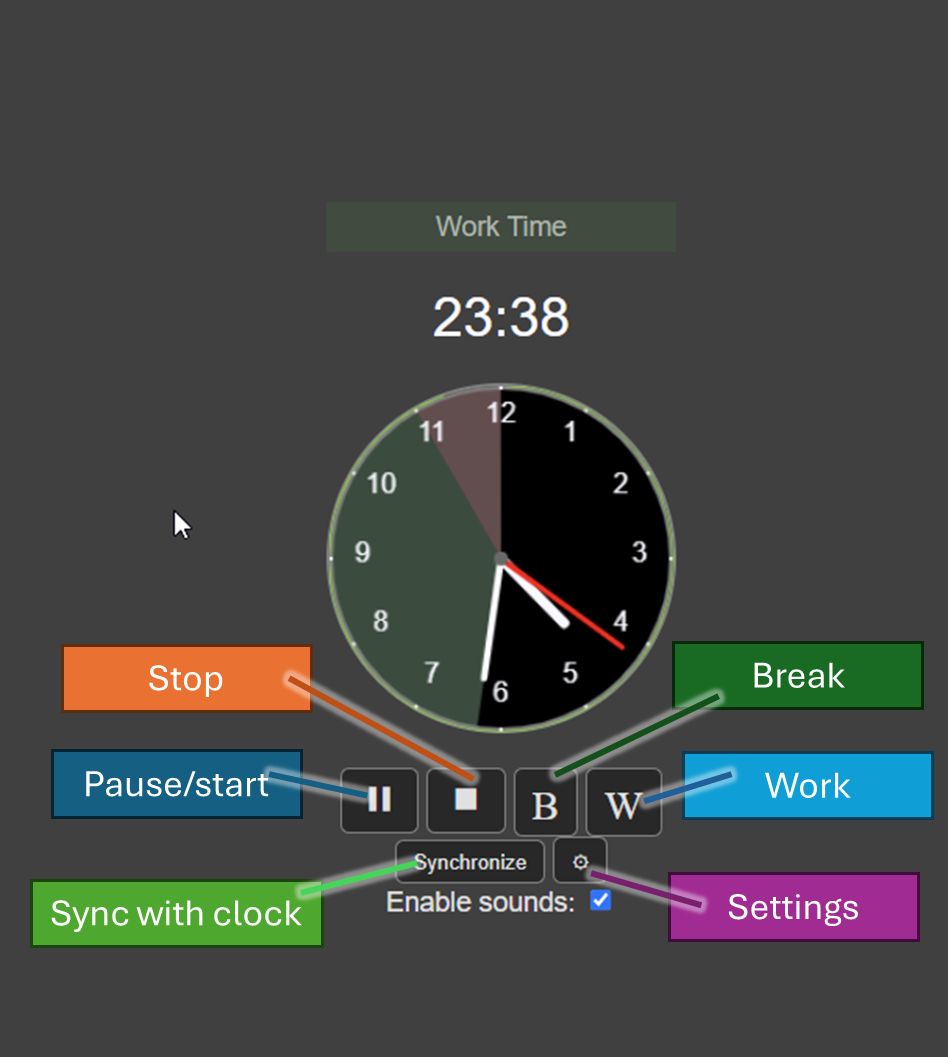 Work Time
23:38
12
11
1
10
2
9
3
8
4
7
5
6
Stop
Break
Pause/start
B
W
Work
Synchronize
⚙
Sync with clock
Enable sounds:
Settings